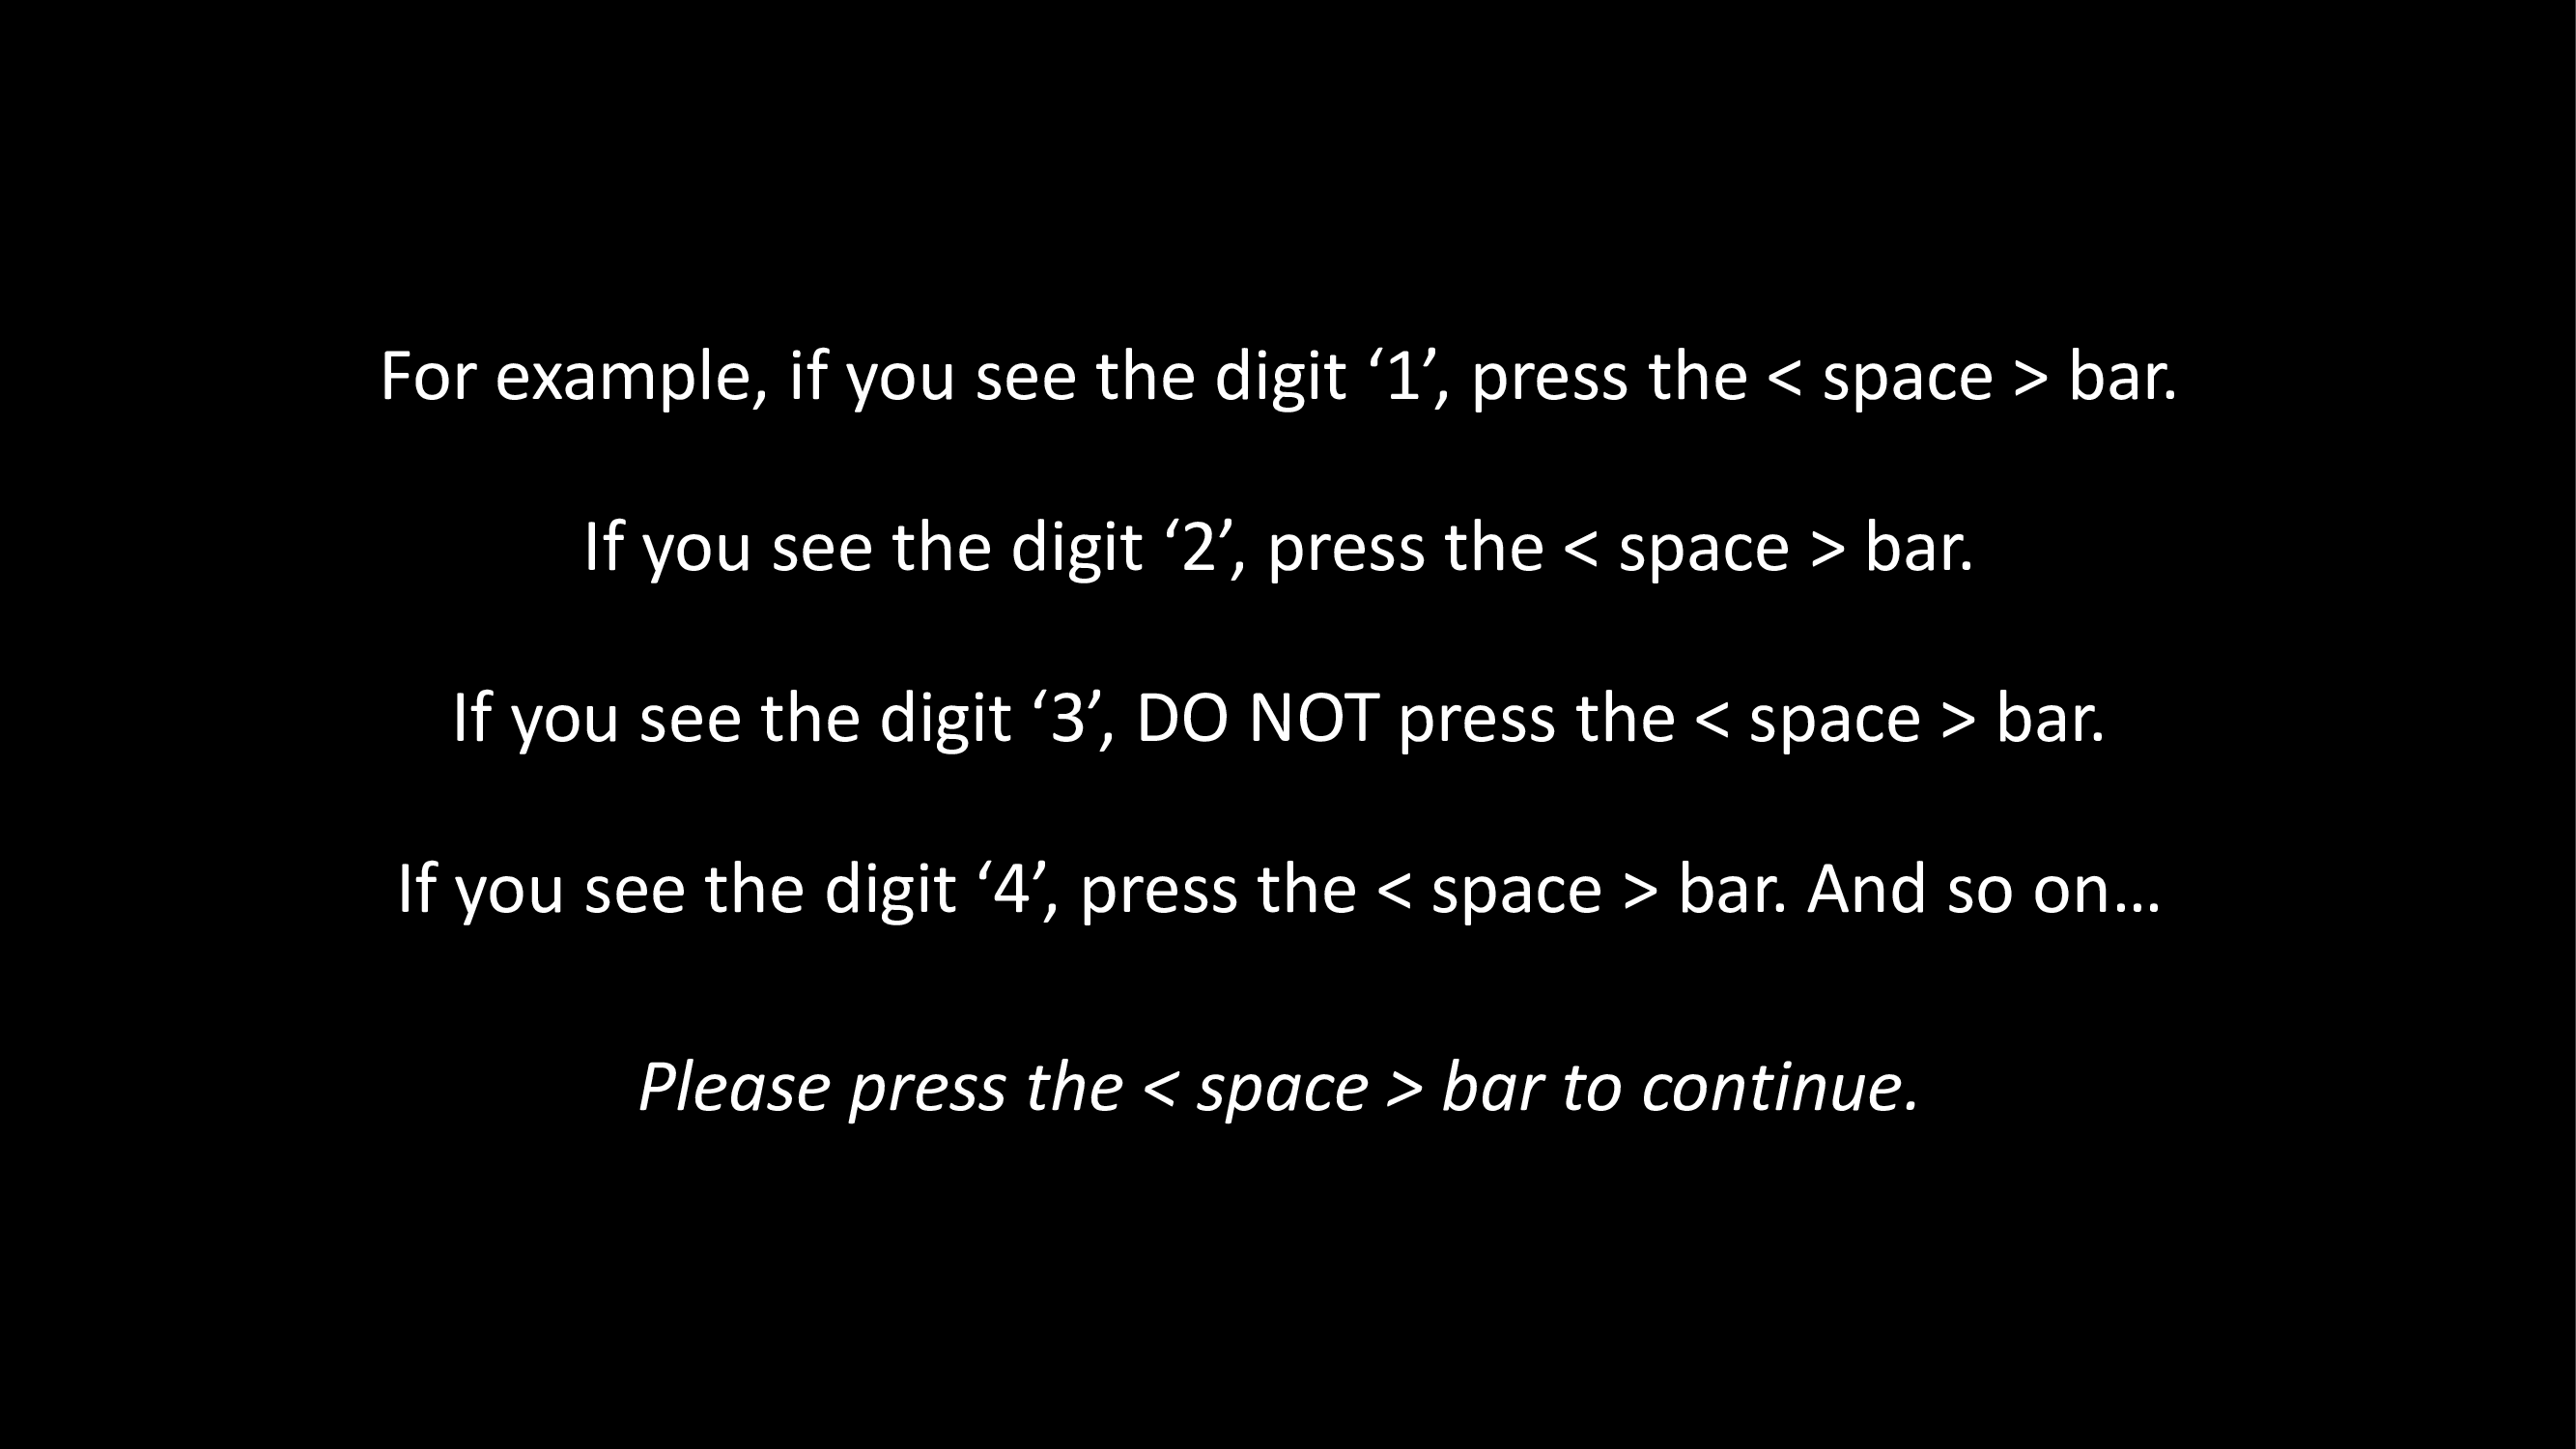 For example, if you see the digit ‘1’, press the < space > bar.
If you see the digit ‘2’, press the < space > bar.
If you see the digit ‘3’, DO NOT press the < space > bar.
If you see the digit ‘4’, press the < space > bar. And so on…
Please press the < space > bar to continue.